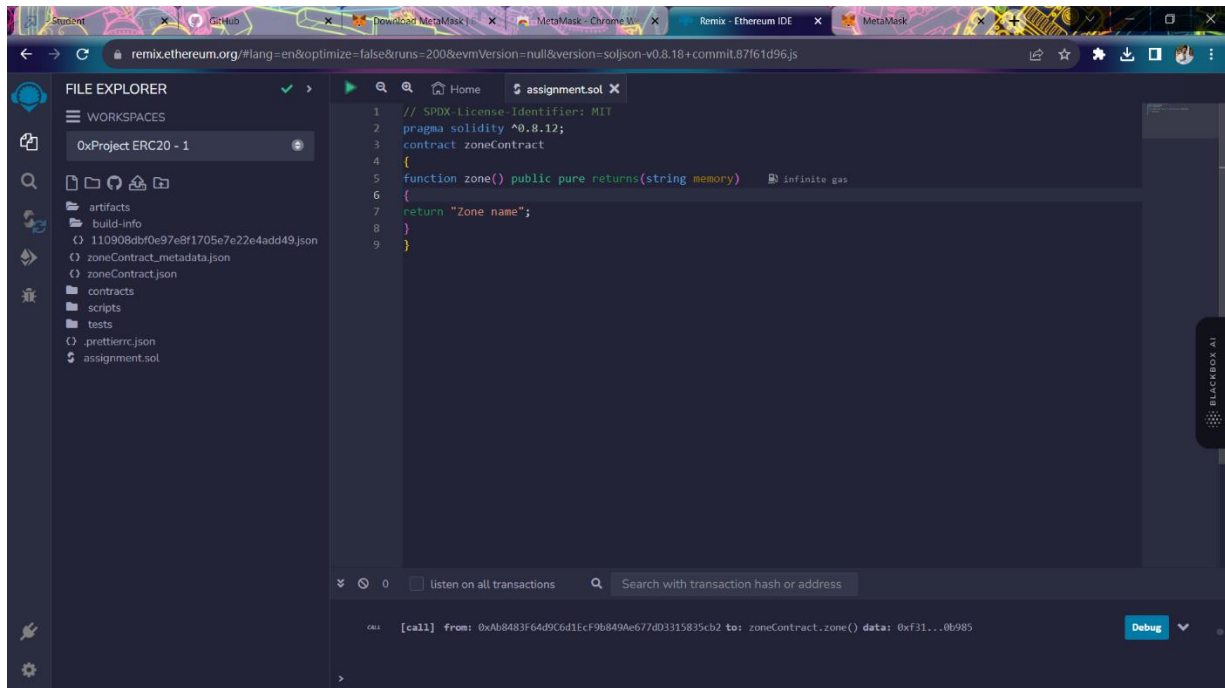 Student
GitHub
Download MetaMask |
MetaMask - Chrome W
Remix - Ethereum IDE
MetaMask
remix.ethereum.org/#lang=en&optimize=false&runs=200&evmVersion=null&version=soljson-v0.8.18+commit.87f61d96.js
FILE EXPLORER
WORKSPACES
0xProject ERC20 - 1
artifacts
build-info
110908dbf0e97e8f1705e7e22e4add49.json
zoneContract_metadata.json
zoneContract.json
contracts
scripts
tests
.prettierrc.json
assignment.sol
Home
assignment.sol
1 // SPDX-License-Identifier: MIT
2 pragma solidity ^0.8.12;
3 contract zoneContract
4 {
5 function zone() public pure returns(string memory) infinite gas
6 {
7 return "Zone name";
8 }
9 }
0 listen on all transactions Search with transaction hash or address
CALL [call] from: 0xAb8483F64d9C6d1EcF9b849Ae677dD3315835cb2 to: zoneContract.zone() data: 0xf31...0b985 Debug
>
BLACKBOX AI